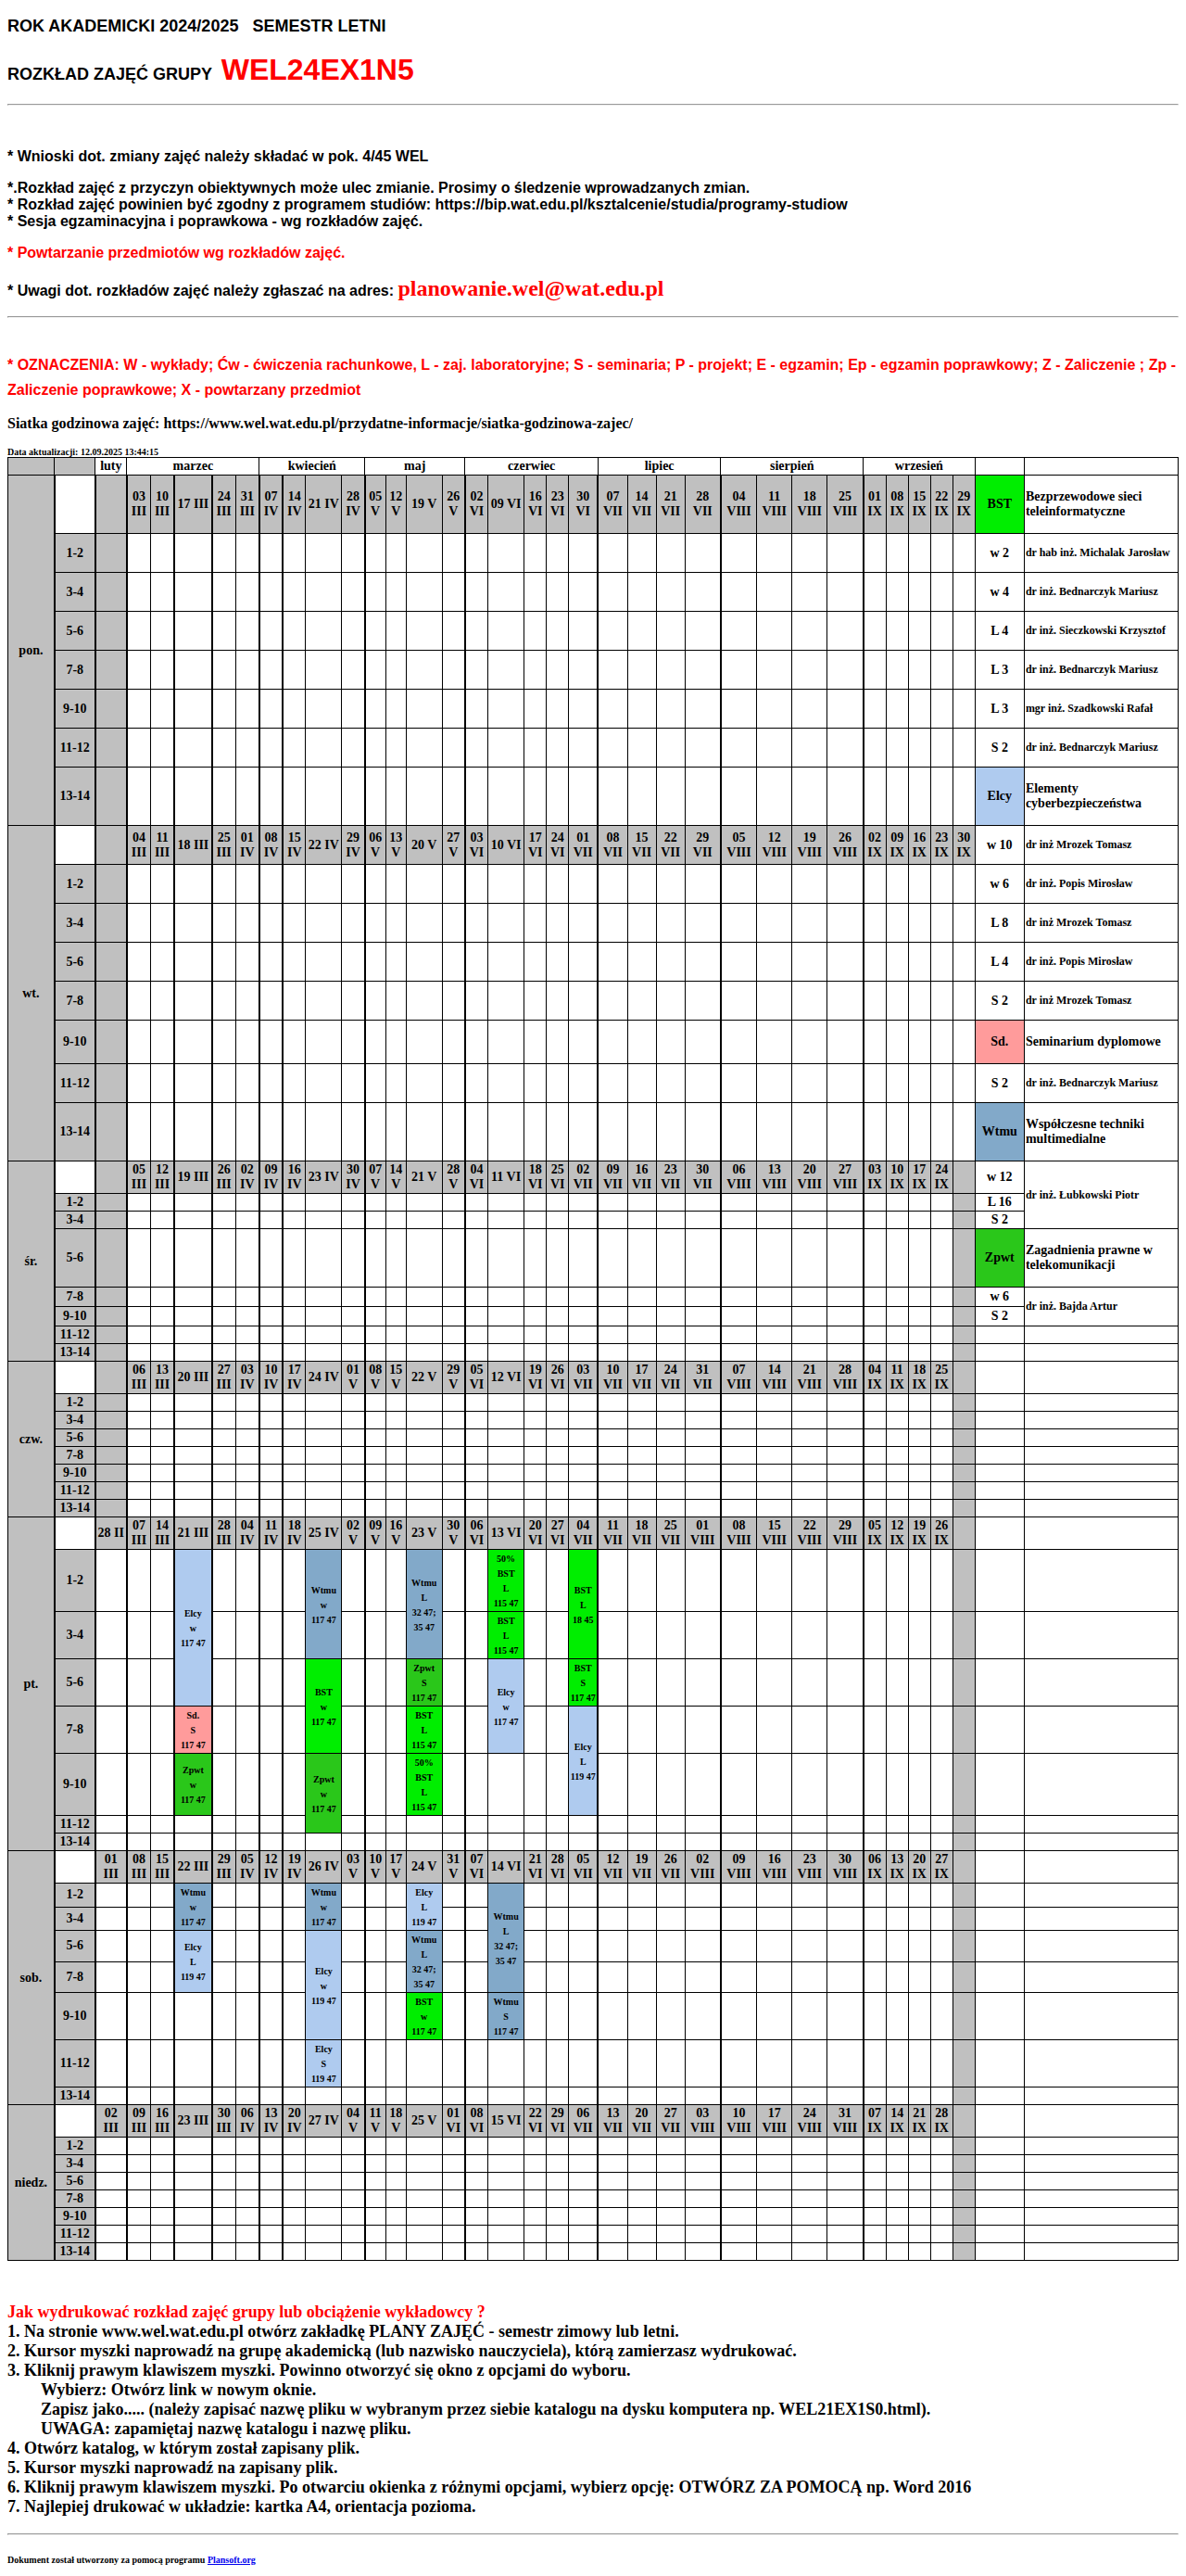 ROK AKADEMICKI 2024/2025   SEMESTR LETNI
ROZKŁAD ZAJĘĆ GRUPY  WEL24EX1N5
* Wnioski dot. zmiany zajęć należy składać w pok. 4/45 WEL
*.Rozkład zajęć z przyczyn obiektywnych może ulec zmianie. Prosimy o śledzenie wprowadzanych zmian.
* Rozkład zajęć powinien być zgodny z programem studiów: https://bip.wat.edu.pl/ksztalcenie/studia/programy-studiow
* Sesja egzaminacyjna i poprawkowa - wg rozkładów zajęć.
* Powtarzanie przedmiotów wg rozkładów zajęć.
* Uwagi dot. rozkładów zajęć należy zgłaszać na adres: planowanie.wel@wat.edu.pl
* OZNACZENIA: W - wykłady; Ćw - ćwiczenia rachunkowe, L - zaj. laboratoryjne; S - seminaria; P - projekt; E - egzamin; Ep - egzamin poprawkowy; Z - Zaliczenie ; Zp -
Zaliczenie poprawkowe; X - powtarzany przedmiot
Siatka godzinowa zajęć: https://www.wel.wat.edu.pl/przydatne-informacje/siatka-godzinowa-zajec/
Data aktualizacji: 12.09.2025 13:44:15
luty marzec kwiecień maj czerwiec lipiec sierpień wrzesień
pon. 03 III 10 III 17 III 24 III 31 III 07 IV 14 IV 21 IV 28 IV 05 V 12 V 19 V 26 V 02 VI 09 VI 16 VI 23 VI 30 VI 07 VII 14 VII 21 VII 28 VII 04 VIII 11 VIII 18 VIII 25 VIII 01 IX 08 IX 15 IX 22 IX 29 IX BST Bezprzewodowe sieci teleinformatyczne
1-2 w 2 dr hab inż. Michalak Jarosław
3-4 w 4 dr inż. Bednarczyk Mariusz
5-6 L 4 dr inż. Sieczkowski Krzysztof
7-8 L 3 dr inż. Bednarczyk Mariusz
9-10 L 3 mgr inż. Szadkowski Rafał
11-12 S 2 dr inż. Bednarczyk Mariusz
13-14 Elcy Elementy cyberbezpieczeństwa
wt. 04 III 11 III 18 III 25 III 01 IV 08 IV 15 IV 22 IV 29 IV 06 V 13 V 20 V 27 V 03 VI 10 VI 17 VI 24 VI 01 VII 08 VII 15 VII 22 VII 29 VII 05 VIII 12 VIII 19 VIII 26 VIII 02 IX 09 IX 16 IX 23 IX 30 IX w 10 dr inż Mrozek Tomasz
1-2 w 6 dr inż. Popis Mirosław
3-4 L 8 dr inż Mrozek Tomasz
5-6 L 4 dr inż. Popis Mirosław
7-8 S 2 dr inż Mrozek Tomasz
9-10 Sd. Seminarium dyplomowe
11-12 S 2 dr inż. Bednarczyk Mariusz
13-14 Wtmu Współczesne techniki multimedialne
śr. 05 III 12 III 19 III 26 III 02 IV 09 IV 16 IV 23 IV 30 IV 07 V 14 V 21 V 28 V 04 VI 11 VI 18 VI 25 VI 02 VII 09 VII 16 VII 23 VII 30 VII 06 VIII 13 VIII 20 VIII 27 VIII 03 IX 10 IX 17 IX 24 IX w 12 dr inż. Łubkowski Piotr
1-2 L 16
3-4 S 2
5-6 Zpwt Zagadnienia prawne w telekomunikacji
7-8 w 6 dr inż. Bajda Artur
9-10 S 2
11-12
13-14
czw. 06 III 13 III 20 III 27 III 03 IV 10 IV 17 IV 24 IV 01 V 08 V 15 V 22 V 29 V 05 VI 12 VI 19 VI 26 VI 03 VII 10 VII 17 VII 24 VII 31 VII 07 VIII 14 VIII 21 VIII 28 VIII 04 IX 11 IX 18 IX 25 IX
1-2
3-4
5-6
7-8
9-10
11-12
13-14
pt. 28 II 07 III 14 III 21 III 28 III 04 IV 11 IV 18 IV 25 IV 02 V 09 V 16 V 23 V 30 V 06 VI 13 VI 20 VI 27 VI 04 VII 11 VII 18 VII 25 VII 01 VIII 08 VIII 15 VIII 22 VIII 29 VIII 05 IX 12 IX 19 IX 26 IX
1-2 Elcy w 117 47 Wtmu w 117 47 Wtmu L 32 47; 35 47 50% BST L 115 47 BST L 18 45
3-4 BST L 115 47
5-6 BST w 117 47 Zpwt S 117 47 Elcy w 117 47 BST S 117 47
7-8 Sd. S 117 47 BST L 115 47 Elcy L 119 47
9-10 Zpwt w 117 47 Zpwt w 117 47 50% BST L 115 47
11-12
13-14
sob. 01 III 08 III 15 III 22 III 29 III 05 IV 12 IV 19 IV 26 IV 03 V 10 V 17 V 24 V 31 V 07 VI 14 VI 21 VI 28 VI 05 VII 12 VII 19 VII 26 VII 02 VIII 09 VIII 16 VIII 23 VIII 30 VIII 06 IX 13 IX 20 IX 27 IX
1-2 Wtmu w 117 47 Wtmu w 117 47 Elcy L 119 47 Wtmu L 32 47; 35 47
3-4
5-6 Elcy L 119 47 Elcy w 119 47 Wtmu L 32 47; 35 47
7-8
9-10 BST w 117 47 Wtmu S 117 47
11-12 Elcy S 119 47
13-14
niedz. 02 III 09 III 16 III 23 III 30 III 06 IV 13 IV 20 IV 27 IV 04 V 11 V 18 V 25 V 01 VI 08 VI 15 VI 22 VI 29 VI 06 VII 13 VII 20 VII 27 VII 03 VIII 10 VIII 17 VIII 24 VIII 31 VIII 07 IX 14 IX 21 IX 28 IX
1-2
3-4
5-6
7-8
9-10
11-12
13-14
Jak wydrukować rozkład zajęć grupy lub obciążenie wykładowcy ?
1. Na stronie www.wel.wat.edu.pl otwórz zakładkę PLANY ZAJĘĆ - semestr zimowy lub letni.
2. Kursor myszki naprowadź na grupę akademicką (lub nazwisko nauczyciela), którą zamierzasz wydrukować.
3. Kliknij prawym klawiszem myszki. Powinno otworzyć się okno z opcjami do wyboru.
Wybierz: Otwórz link w nowym oknie.
Zapisz jako..... (należy zapisać nazwę pliku w wybranym przez siebie katalogu na dysku komputera np. WEL21EX1S0.html).
UWAGA: zapamiętaj nazwę katalogu i nazwę pliku.
4. Otwórz katalog, w którym został zapisany plik.
5. Kursor myszki naprowadź na zapisany plik.
6. Kliknij prawym klawiszem myszki. Po otwarciu okienka z różnymi opcjami, wybierz opcję: OTWÓRZ ZA POMOCĄ np. Word 2016
7. Najlepiej drukować w układzie: kartka A4, orientacja pozioma.
Dokument został utworzony za pomocą programu Plansoft.org